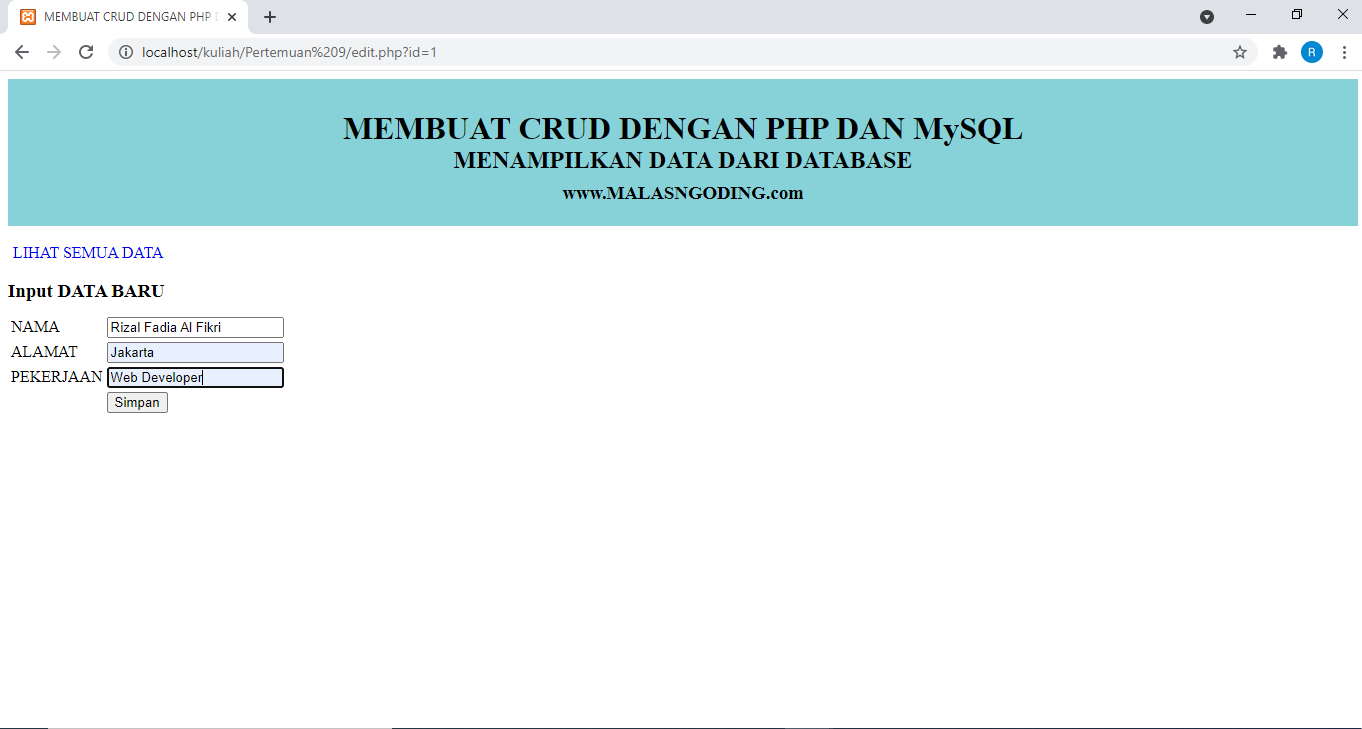 MEMBUAT CRUD DENGAN PHP D
localhost/kuliah/Pertemuan%209/edit.php?id=1
R
MEMBUAT CRUD DENGAN PHP DAN MySQL
MENAMPILKAN DATA DARI DATABASE
www.MALASNGODING.com
LIHAT SEMUA DATA
Input DATA BARU
NAMA Rizal Fadia Al Fikri
ALAMAT Jakarta
PEKERJAAN Web Developer
Simpan